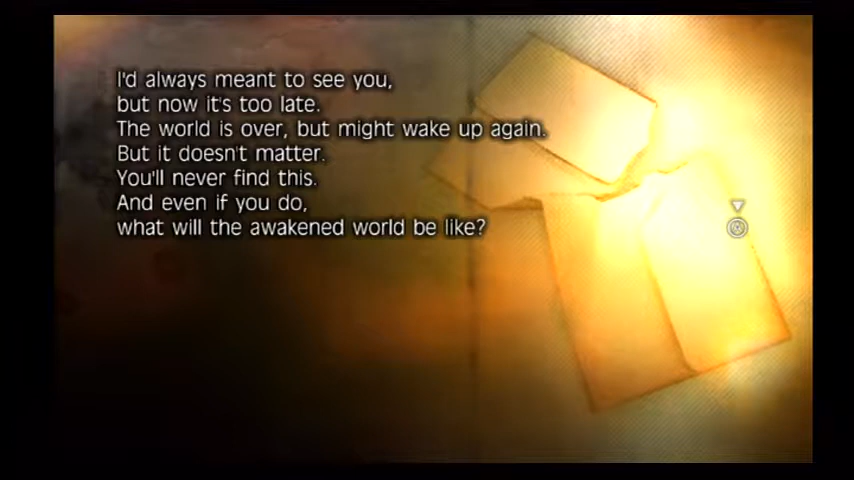 I'd always meant to see you,
but now it's too late.
The world is over, but might wake up again.
But it doesn't matter.
You'll never find this.
And even if you do,
what will the awakened world be like?